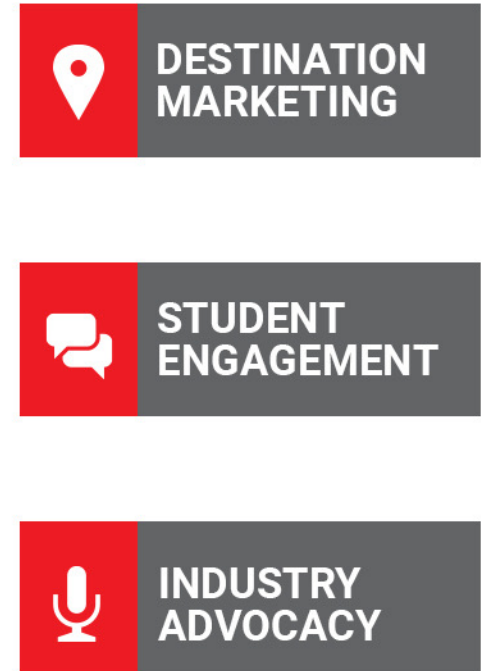 DESTINATION
MARKETING
STUDENT
ENGAGEMENT
INDUSTRY
ADVOCACY